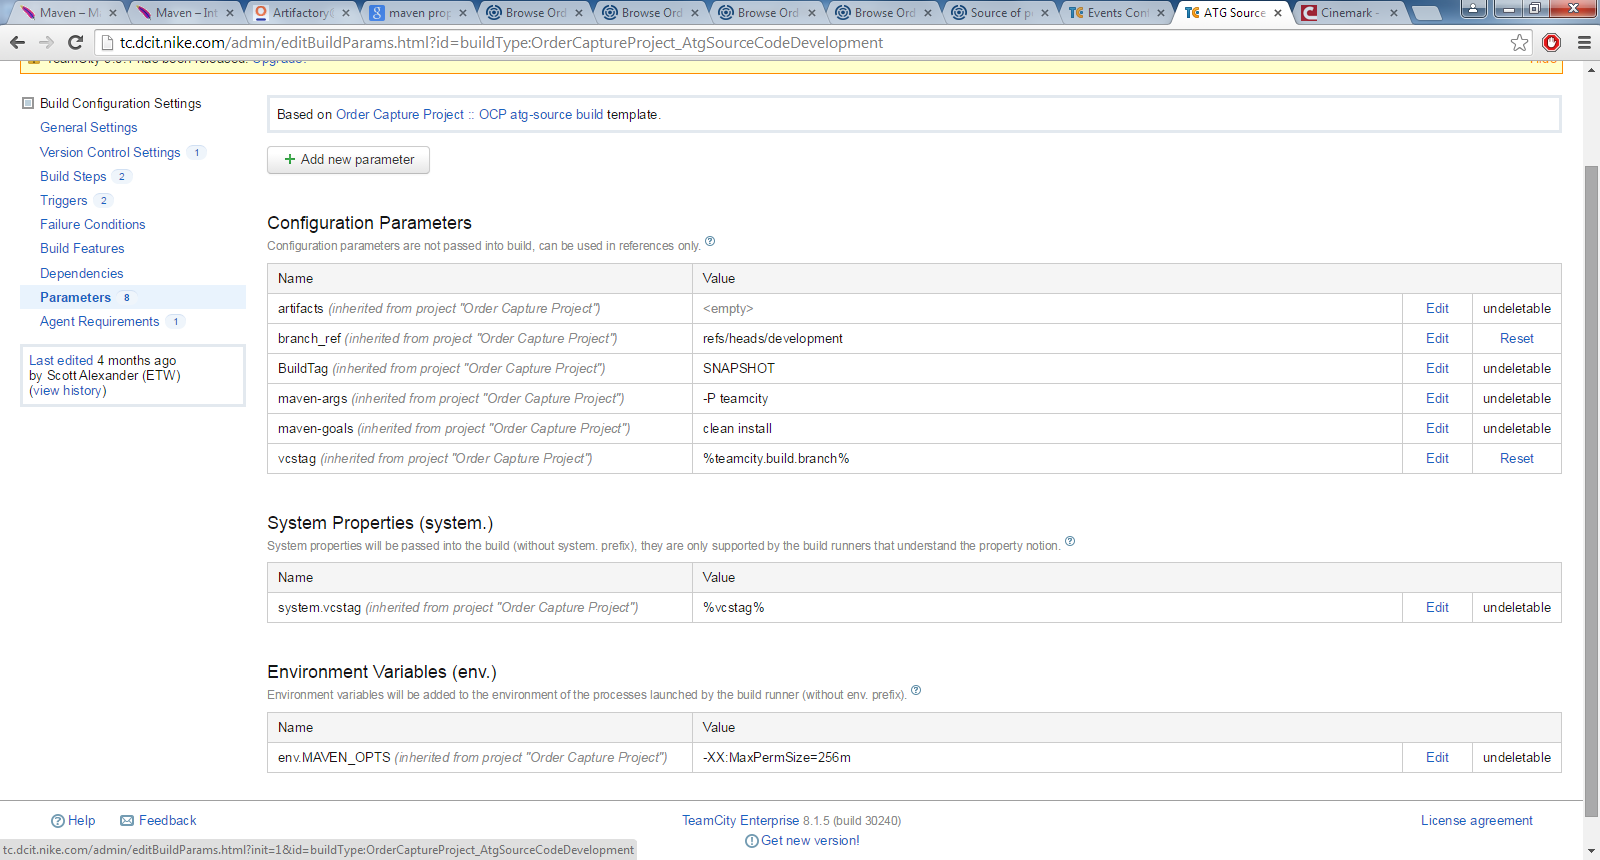 Maven – M
Maven – Int
Artifactory
maven prop
Browse Ord
Browse Ord
Browse Ord
Browse Ord
Source of p
Events Conf
ATG Source
Cinemark -
tc.dcit.nike.com/admin/editBuildParams.html?id=buildType:OrderCaptureProject_AtgSourceCodeDevelopment
Build Configuration Settings
General Settings
Version Control Settings 1
Build Steps 2
Triggers 2
Failure Conditions
Build Features
Dependencies
Parameters 8
Agent Requirements 1
Last edited 4 months ago
by Scott Alexander (ETW)
(view history)
Based on Order Capture Project :: OCP atg-source build template.
+ Add new parameter
Configuration Parameters
Configuration parameters are not passed into build, can be used in references only. ?
Name Value
artifacts (inherited from project "Order Capture Project") <empty> Edit undeletable
branch_ref (inherited from project "Order Capture Project") refs/heads/development Edit Reset
BuildTag (inherited from project "Order Capture Project") SNAPSHOT Edit undeletable
maven-args (inherited from project "Order Capture Project") -P teamcity Edit undeletable
maven-goals (inherited from project "Order Capture Project") clean install Edit undeletable
vcstag (inherited from project "Order Capture Project") %teamcity.build.branch% Edit Reset
System Properties (system.)
System properties will be passed into the build (without system. prefix), they are only supported by the build runners that understand the property notion. ?
Name Value
system.vcstag (inherited from project "Order Capture Project") %vcstag% Edit undeletable
Environment Variables (env.)
Environment variables will be added to the environment of the processes launched by the build runner (without env. prefix). ?
Name Value
env.MAVEN_OPTS (inherited from project "Order Capture Project") -XX:MaxPermSize=256m Edit undeletable
Help Feedback
TeamCity Enterprise 8.1.5 (build 30240)
Get new version!
License agreement
tc.dcit.nike.com/admin/editBuildParams.html?init=1&id=buildType:OrderCaptureProject_AtgSourceCodeDevelopment